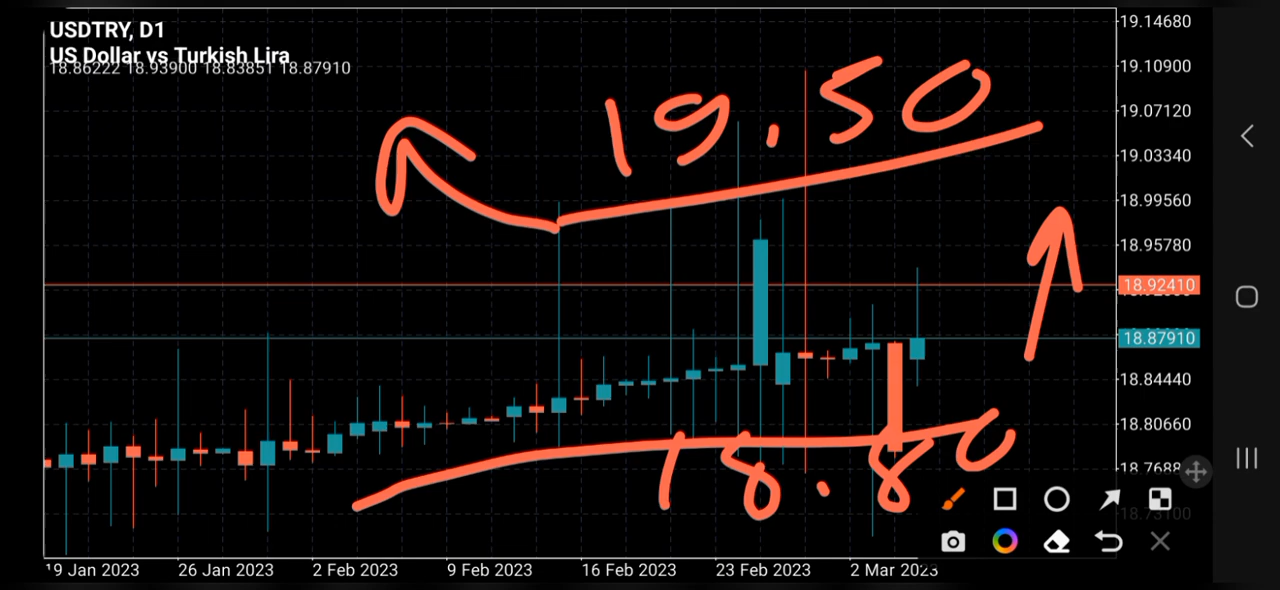 USDTRY, D1
US Dollar vs Turkish Lira
18.86222 18.93900 18.83851 18.87910
19.14680
19.10900
19.07120
19.03340
18.99560
18.95780
18.92410
18.87910
18.84440
18.80660
18.7688
18.73100
19.50
18.80
19 Jan 2023
26 Jan 2023
2 Feb 2023
9 Feb 2023
16 Feb 2023
23 Feb 2023
2 Mar 2023